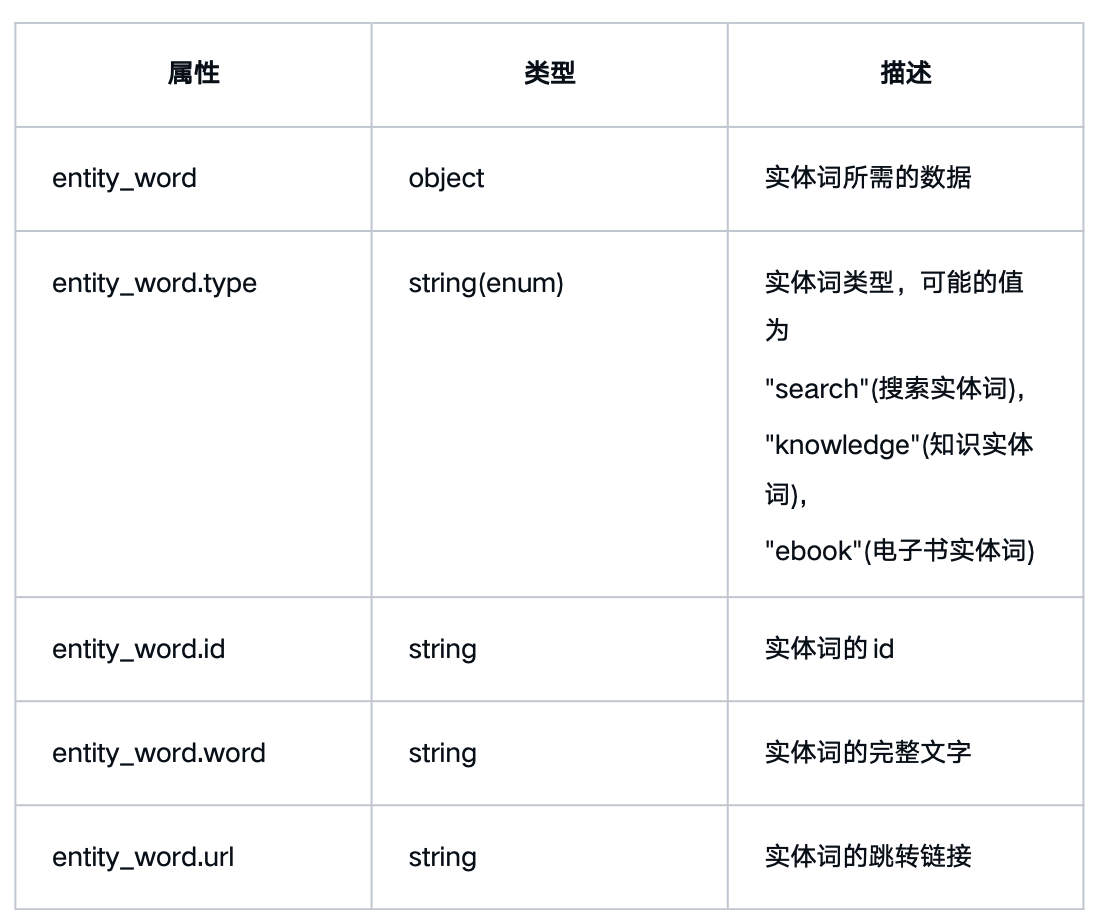 属性 类型 描述
entity_word object 实体词所需的数据
entity_word.type string(enum) 实体词类型，可能的值
为
"search"(搜索实体词),
"knowledge"(知识实体
词),
"ebook"(电子书实体词)
entity_word.id string 实体词的 id
entity_word.word string 实体词的完整文字
entity_word.url string 实体词的跳转链接